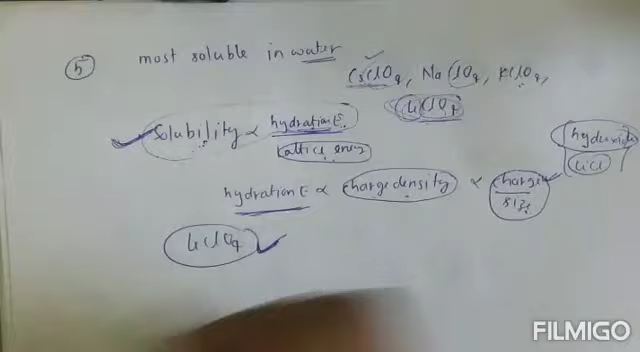 5 most soluble in water
CsClO4, NaClO4, KClO4,
LiClO4
Solubility ∝ hydration E
lattice energy
hydroxide
LiCl
hydration E ∝ charge density ∝ charge
size
LiClO4
FILMIGO